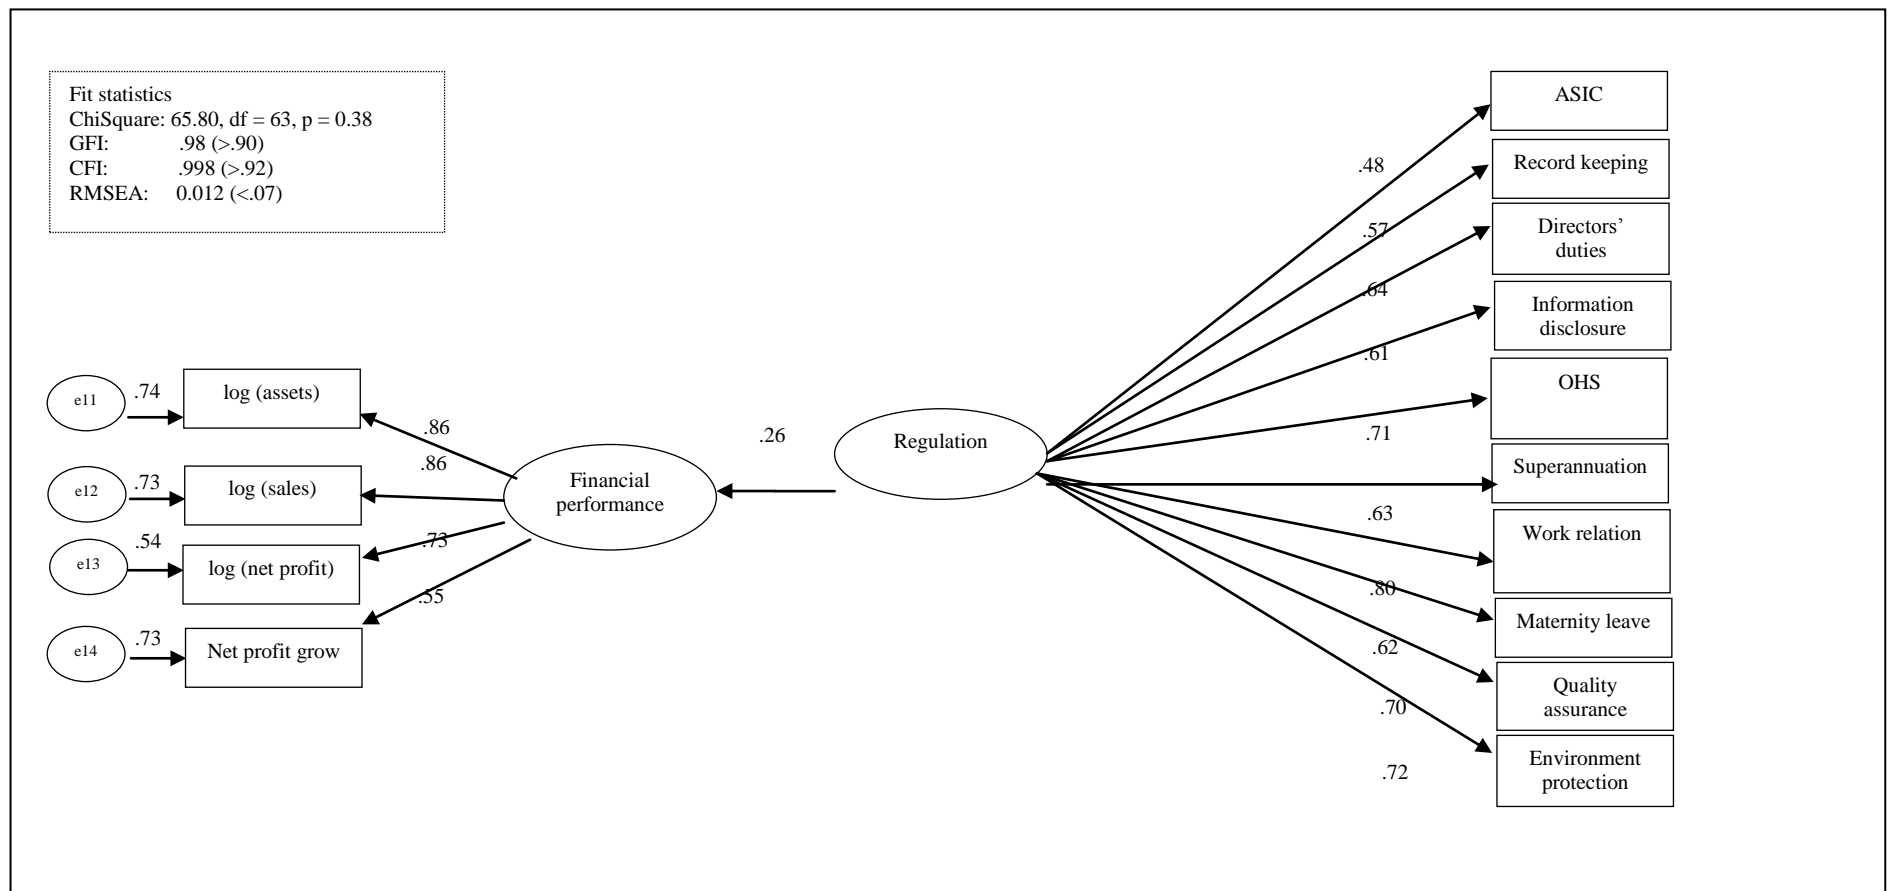 Fit statistics
ChiSquare: 65.80, df = 63, p = 0.38
GFI: .98 (>.90)
CFI: .998 (>.92)
RMSEA: 0.012 (<.07)
e11
.74
log (assets)
e12
.73
log (sales)
e13
.54
log (net profit)
e14
.73
Net profit grow
.86
.86
.73
.55
Financial
performance
.26
Regulation
.48
.57
.64
.61
.71
.63
.80
.62
.70
.72
ASIC
Record keeping
Directors’
duties
Information
disclosure
OHS
Superannuation
Work relation
Maternity leave
Quality
assurance
Environment
protection